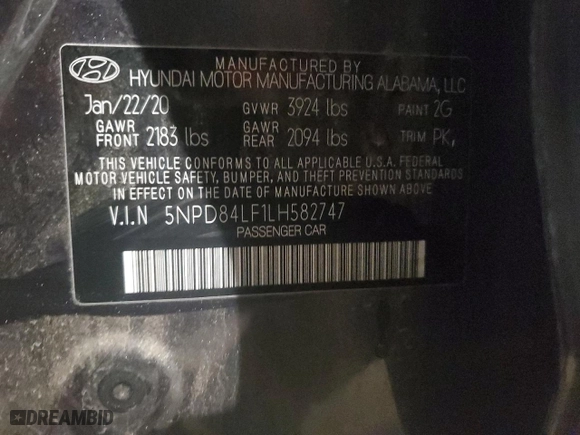 MANUFACTURED BY
HYUNDAI MOTOR MANUFACTURING ALABAMA, LLC
Jan/22/20 GVWR 3924 lbs PAINT 2G
GAWR FRONT 2183 lbs GAWR REAR 2094 lbs TRIM PK,
THIS VEHICLE CONFORMS TO ALL APPLICABLE U.S.A. FEDERAL
MOTOR VEHICLE SAFETY, BUMPER, AND THEFT PREVENTION STANDARDS
IN EFFECT ON THE DATE OF MANUFACTURE SHOWN ABOVE
V.I.N 5NPD84LF1LH582747
PASSENGER CAR
DREAMBID